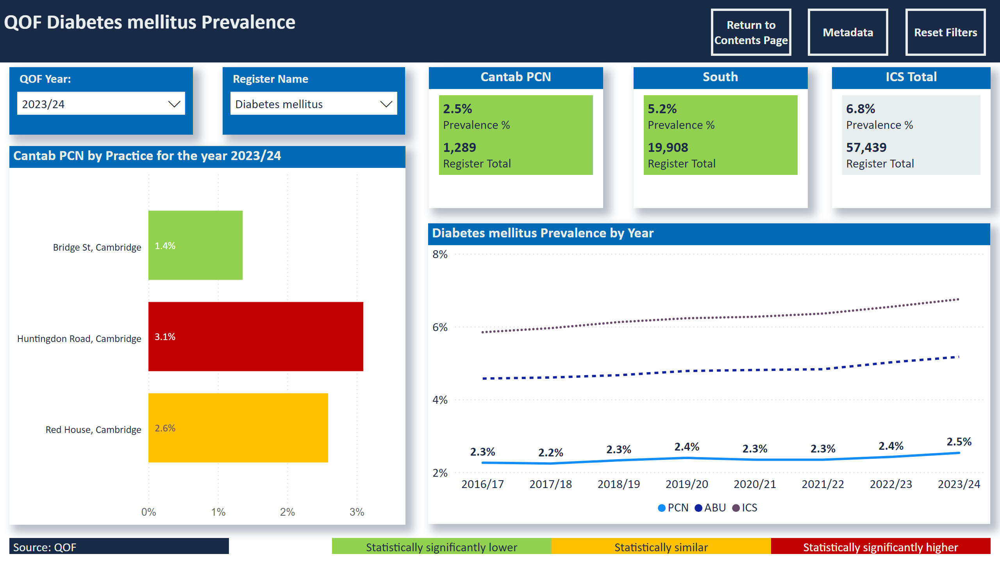 QOF Diabetes mellitus Prevalence
Return to
Contents Page
Metadata
Reset Filters
QOF Year:
2023/24
Register Name
Diabetes mellitus
Cantab PCN
2.5%
Prevalence %
1,289
Register Total
South
5.2%
Prevalence %
19,908
Register Total
ICS Total
6.8%
Prevalence %
57,439
Register Total
Cantab PCN by Practice for the year 2023/24
Bridge St, Cambridge
1.4%
Huntingdon Road, Cambridge
3.1%
Red House, Cambridge
2.6%
0% 1% 2% 3%
Diabetes mellitus Prevalence by Year
8%
6%
4%
2%
2.3% 2.2% 2.3% 2.4% 2.3% 2.3% 2.4% 2.5%
2016/17 2017/18 2018/19 2019/20 2020/21 2021/22 2022/23 2023/24
PCN ABU ICS
Source: QOF
Statistically significantly lower
Statistically similar
Statistically significantly higher